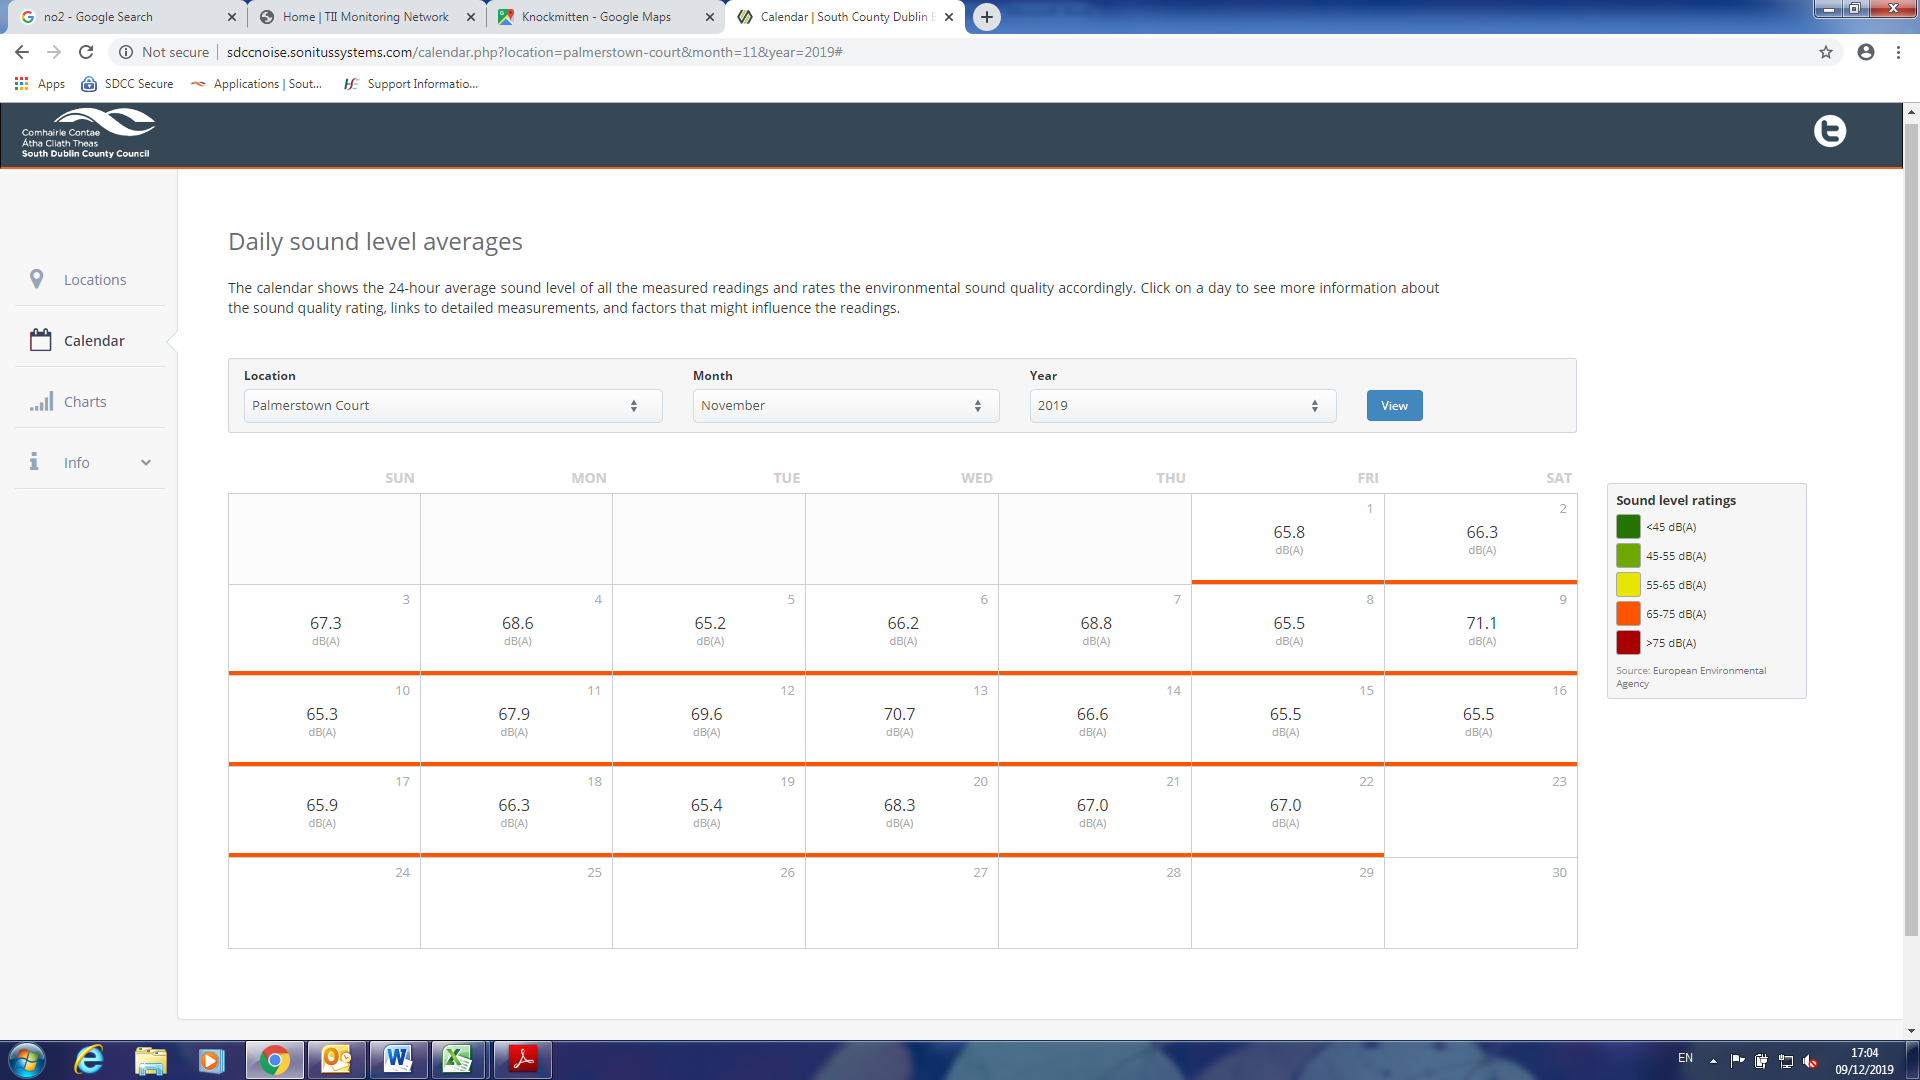 no2 - Google Search
Home | TII Monitoring Network
Knockmitten - Google Maps
Calendar | South County Dublin
Not secure
sdccnoise.sonitussystems.com/calendar.php?location=palmerstown-court&month=11&year=2019#
Apps
SDCC Secure
Applications | Sout...
Support Informatio...
Comhairle Contae
Átha Cliath Theas
South Dublin County Council
Locations
Calendar
Charts
Info
Daily sound level averages
The calendar shows the 24-hour average sound level of all the measured readings and rates the environmental sound quality accordingly. Click on a day to see more information about
the sound quality rating, links to detailed measurements, and factors that might influence the readings.
Location Month Year
Palmerstown Court November 2019 View
SUN MON TUE WED THU FRI SAT
1 2
65.8 66.3
dB(A) dB(A)
3 4 5 6 7 8 9
67.3 68.6 65.2 66.2 68.8 65.5 71.1
dB(A) dB(A) dB(A) dB(A) dB(A) dB(A) dB(A)
10 11 12 13 14 15 16
65.3 67.9 69.6 70.7 66.6 65.5 65.5
dB(A) dB(A) dB(A) dB(A) dB(A) dB(A) dB(A)
17 18 19 20 21 22 23
65.9 66.3 65.4 68.3 67.0 67.0
dB(A) dB(A) dB(A) dB(A) dB(A) dB(A)
24 25 26 27 28 29 30
Sound level ratings
<45 dB(A)
45-55 dB(A)
55-65 dB(A)
65-75 dB(A)
>75 dB(A)
Source: European Environmental
Agency
EN
17:04
09/12/2019